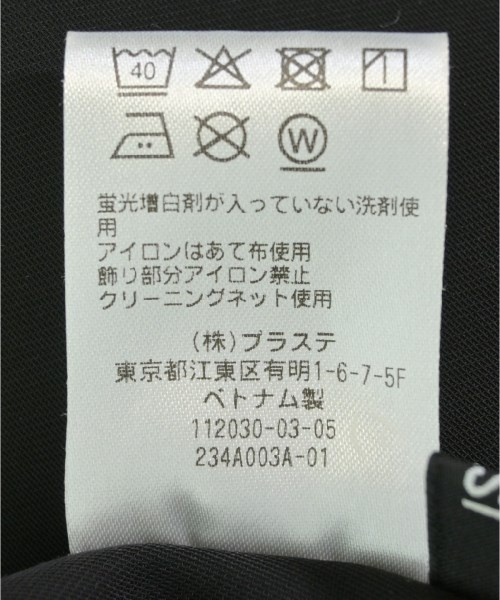 40
W
蛍光増白剤が入っていない洗剤使
用
アイロンはあて布使用
飾り部分アイロン禁止
クリーニングネット使用
(株)プラステ
東京都江東区有明1-6-7-5F
ベトナム製
112030-03-05
234A003A-01